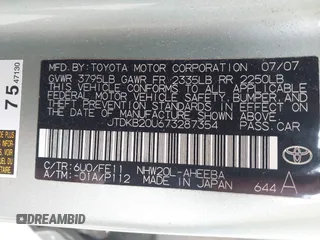 75 47130
MFD. BY: TOYOTA MOTOR CORPORATION 07/07
GVWR 3795LB GAWR FR 2335LB RR 2250LB
THIS VEHICLE CONFORMS TO ALL APPLICABLE
FEDERAL MOTOR VEHICLE SAFETY, BUMPER, AND
THEFT PREVENTION STANDARDS IN EFFECT ON
THE DATE OF MANUFACTURE SHOWN ABOVE.
JTDKB20U673287354 PASS. CAR
C/TR: 6U0/FE11 NHW20L-AHEEBA
A/TM: -01A/P112 MADE IN JAPAN
TOYOTA
644 A
DREAMBID